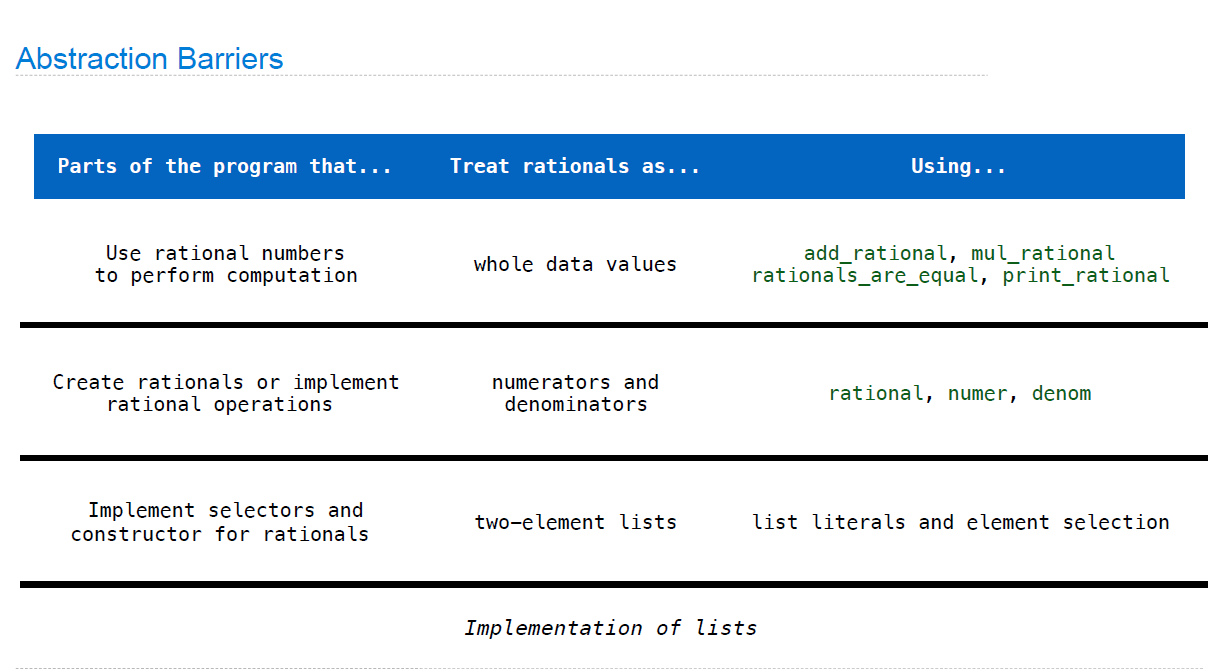 Abstraction Barriers
Parts of the program that... Treat rationals as... Using...
Use rational numbers
to perform computation
whole data values
add_rational, mul_rational
rationals_are_equal, print_rational
Create rationals or implement
rational operations
numerators and
denominators
rational, numer, denom
Implement selectors and
constructor for rationals
two-element lists
list literals and element selection
Implementation of lists